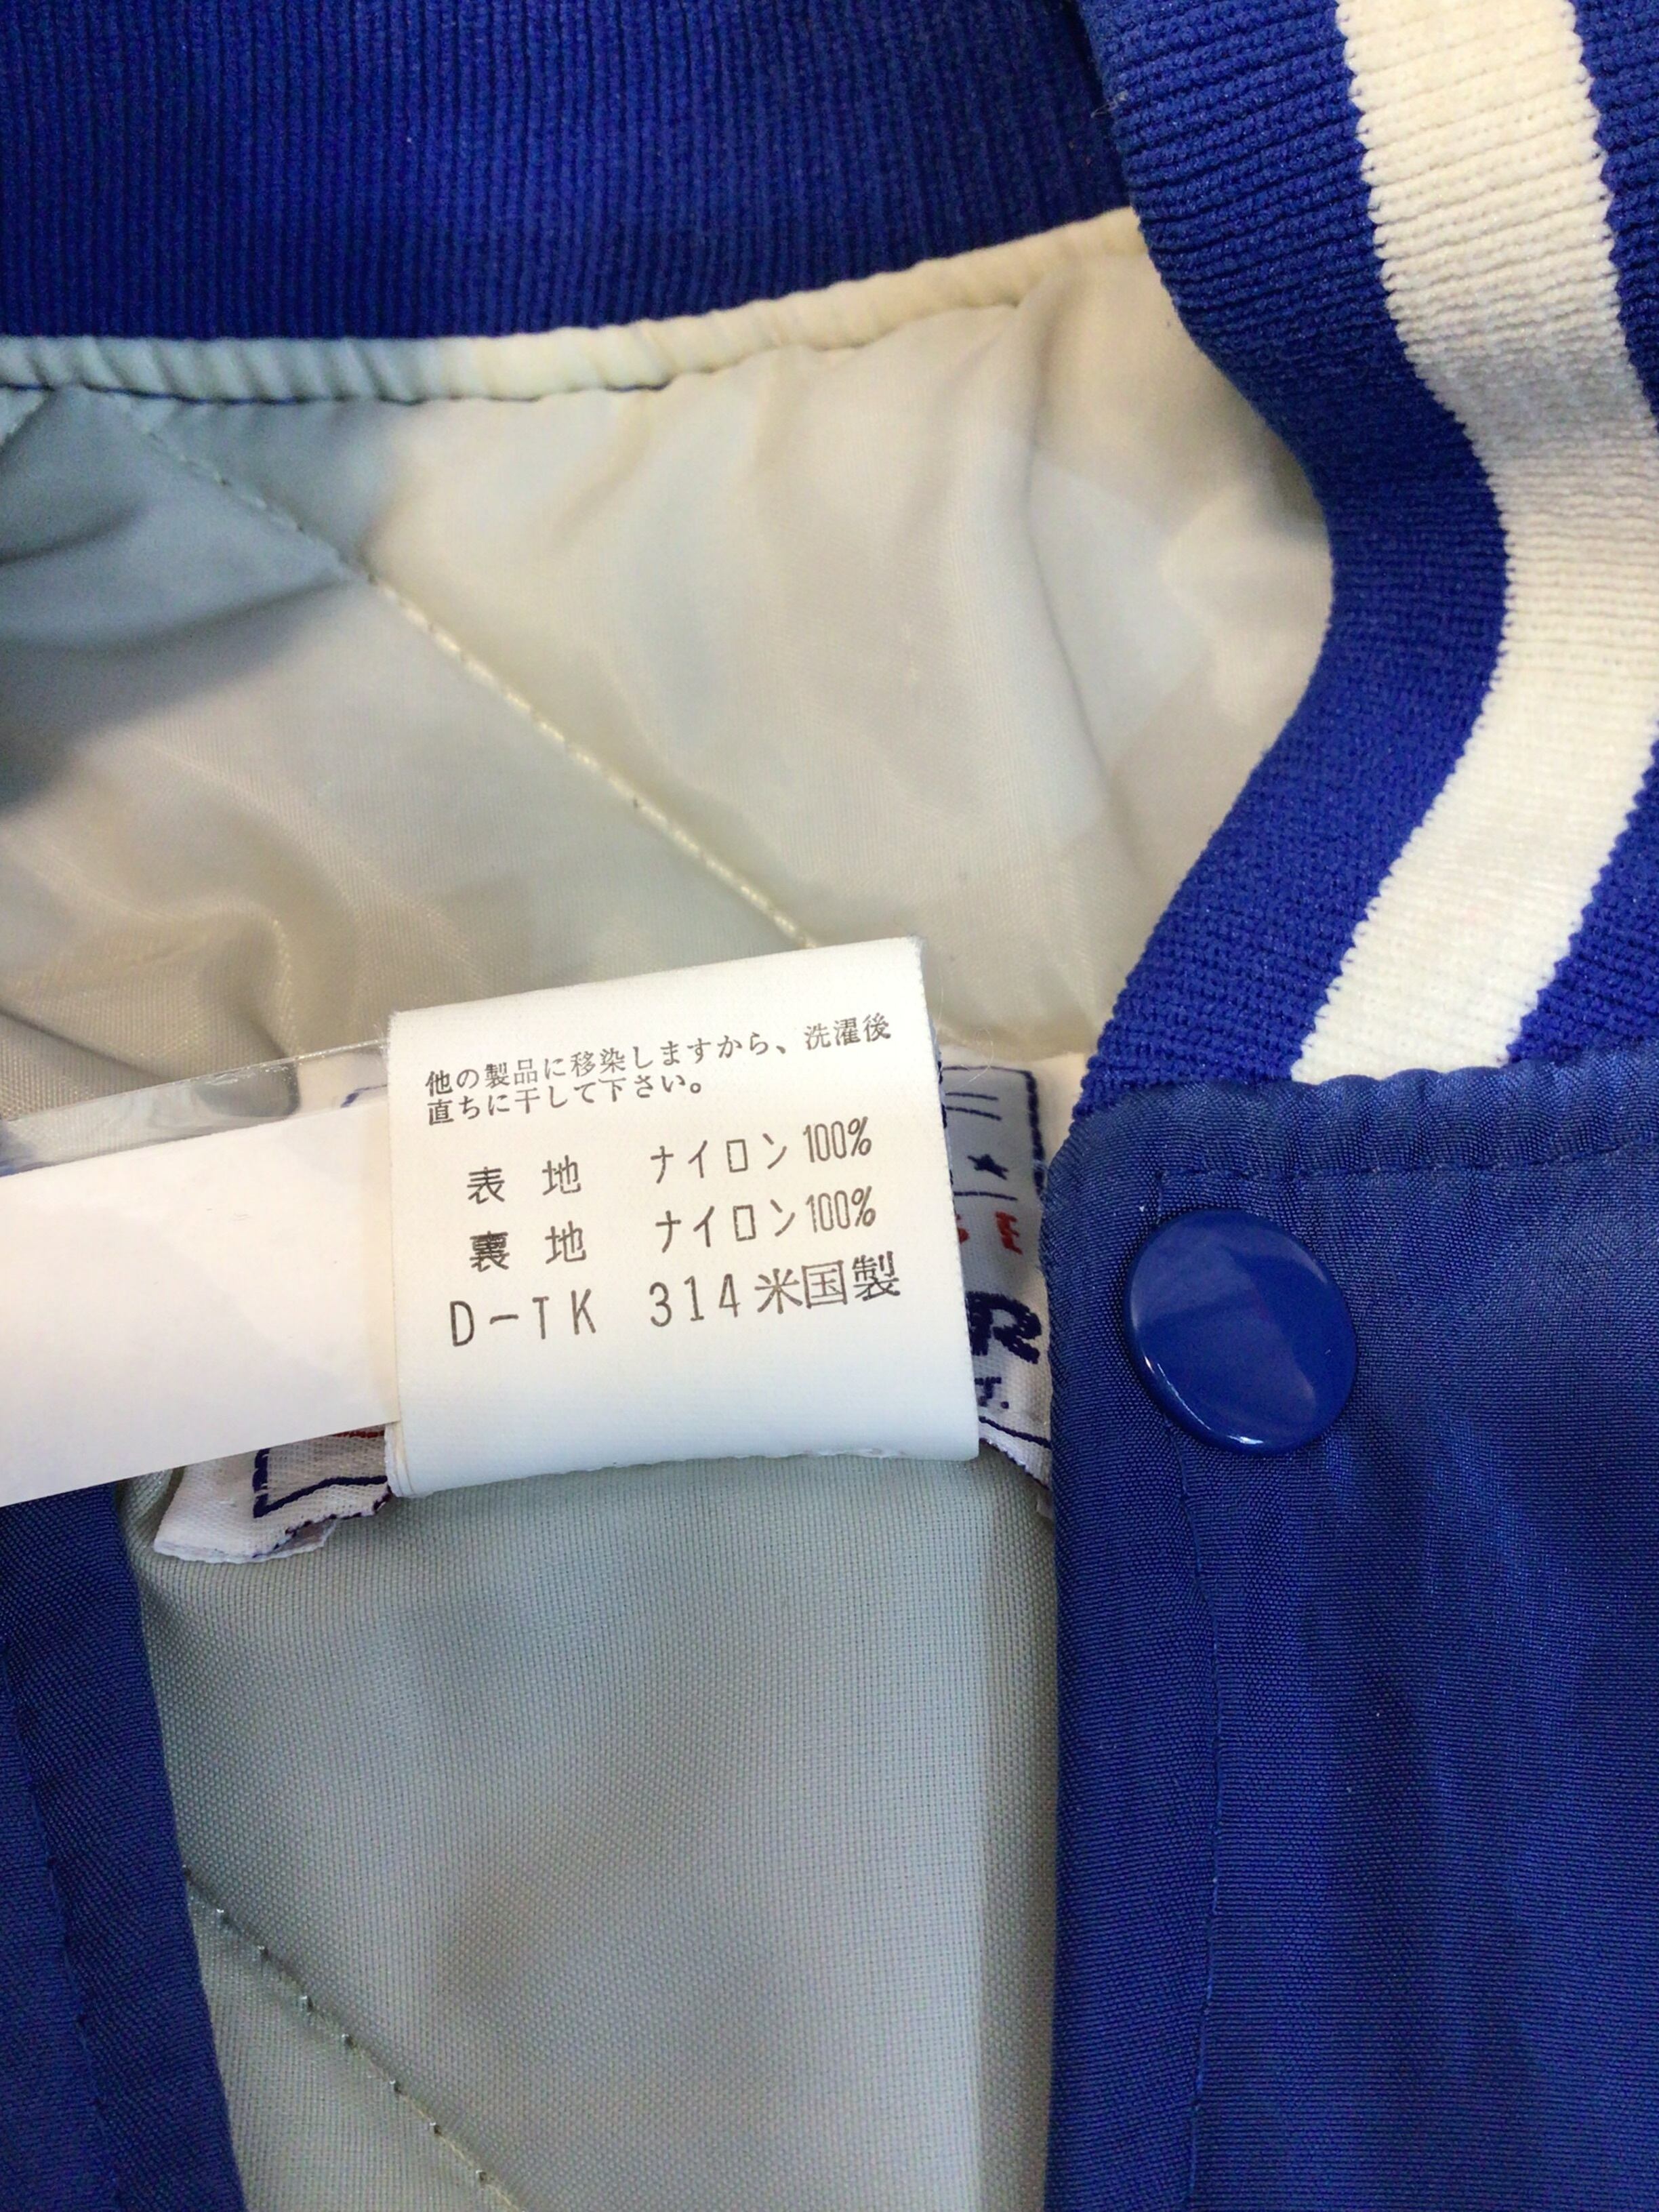 他の製品に移染しますから、洗濯後
直ちに干して下さい。
表 地 ナイロン100%
裏 地 ナイロン100%
D-TK 314米国製